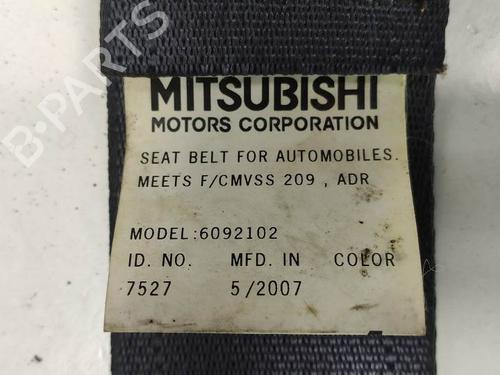 MITSUBISHI
MOTORS CORPORATION
SEAT BELT FOR AUTOMOBILES.
MEETS F/CMVSS 209 , ADR
MODEL:6092102
ID. NO. MFD. IN COLOR
7527 5/2007
B-PARTS